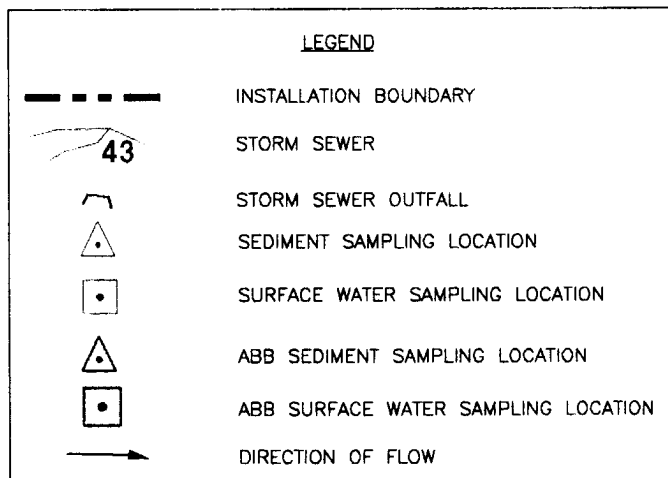 LEGEND
INSTALLATION BOUNDARY
43 STORM SEWER
STORM SEWER OUTFALL
SEDIMENT SAMPLING LOCATION
SURFACE WATER SAMPLING LOCATION
ABB SEDIMENT SAMPLING LOCATION
ABB SURFACE WATER SAMPLING LOCATION
DIRECTION OF FLOW